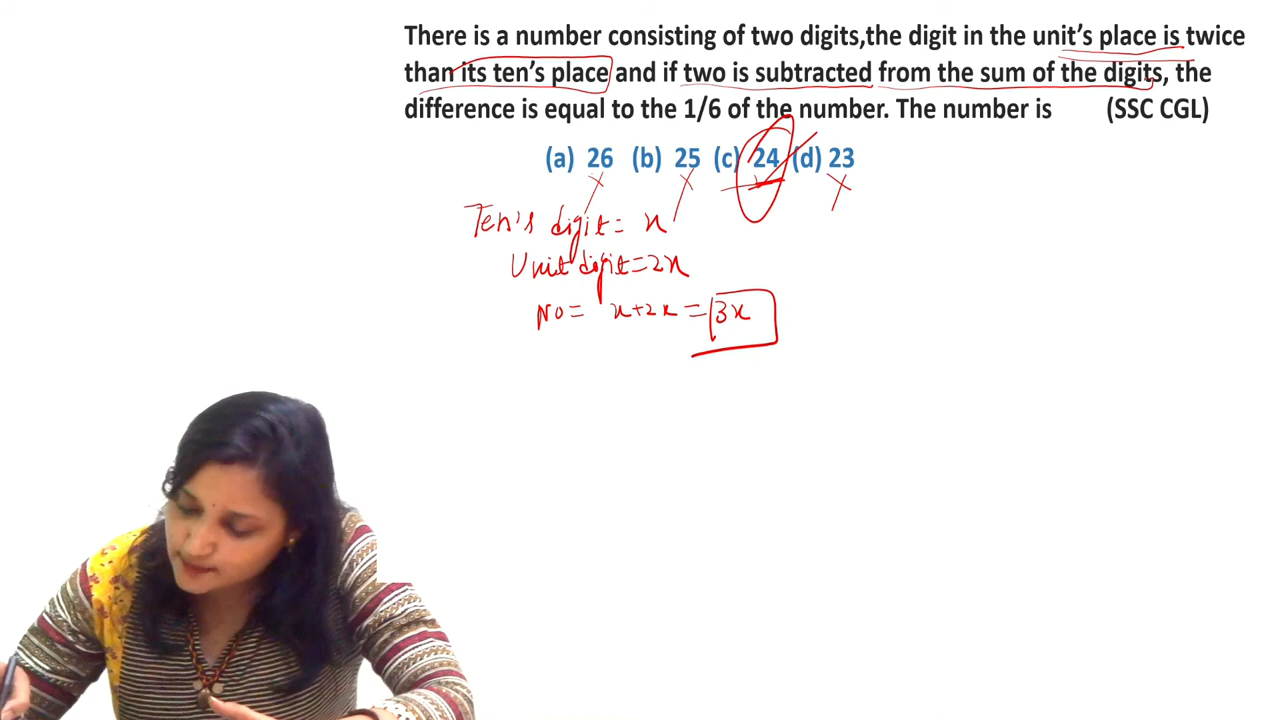 There is a number consisting of two digits,the digit in the unit's place is twice
than its ten's place and if two is subtracted from the sum of the digits, the
difference is equal to the 1/6 of the number. The number is (SSC CGL)
(a) 26 (b) 25 (c) 24 (d) 23
Ten's digit = x
Unit digit = 2x
No = x+2x = 3x